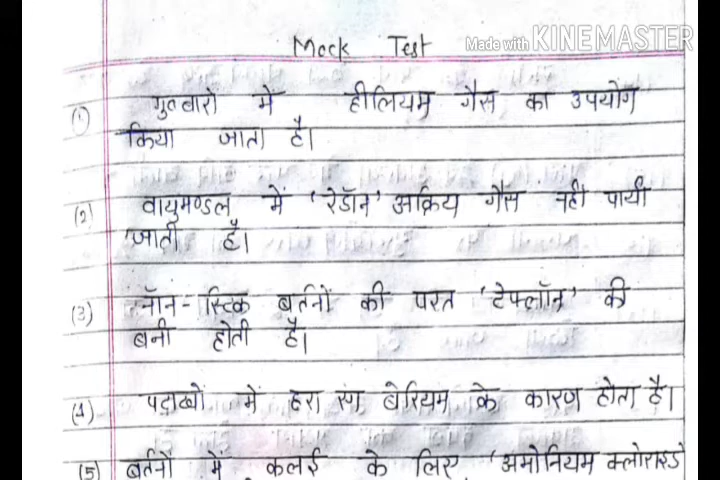 Mock Test
Made with KINEMASTER
(1) गुब्बारो में हीलियम गैस का उपयोग
किया जाता है।
(2) वायुमण्डल में 'रेडॉन' अक्रिय गैस नही पायी
जाती है।
(3) नॉन-स्टिक बर्तनों की परत 'टेफ्लॉन' की
बनी होती है।
(4) पटाखों में हरा रंग बेरियम के कारण होता है।
(5) बर्तनों में कलई के लिए 'अमोनियम क्लोराइड